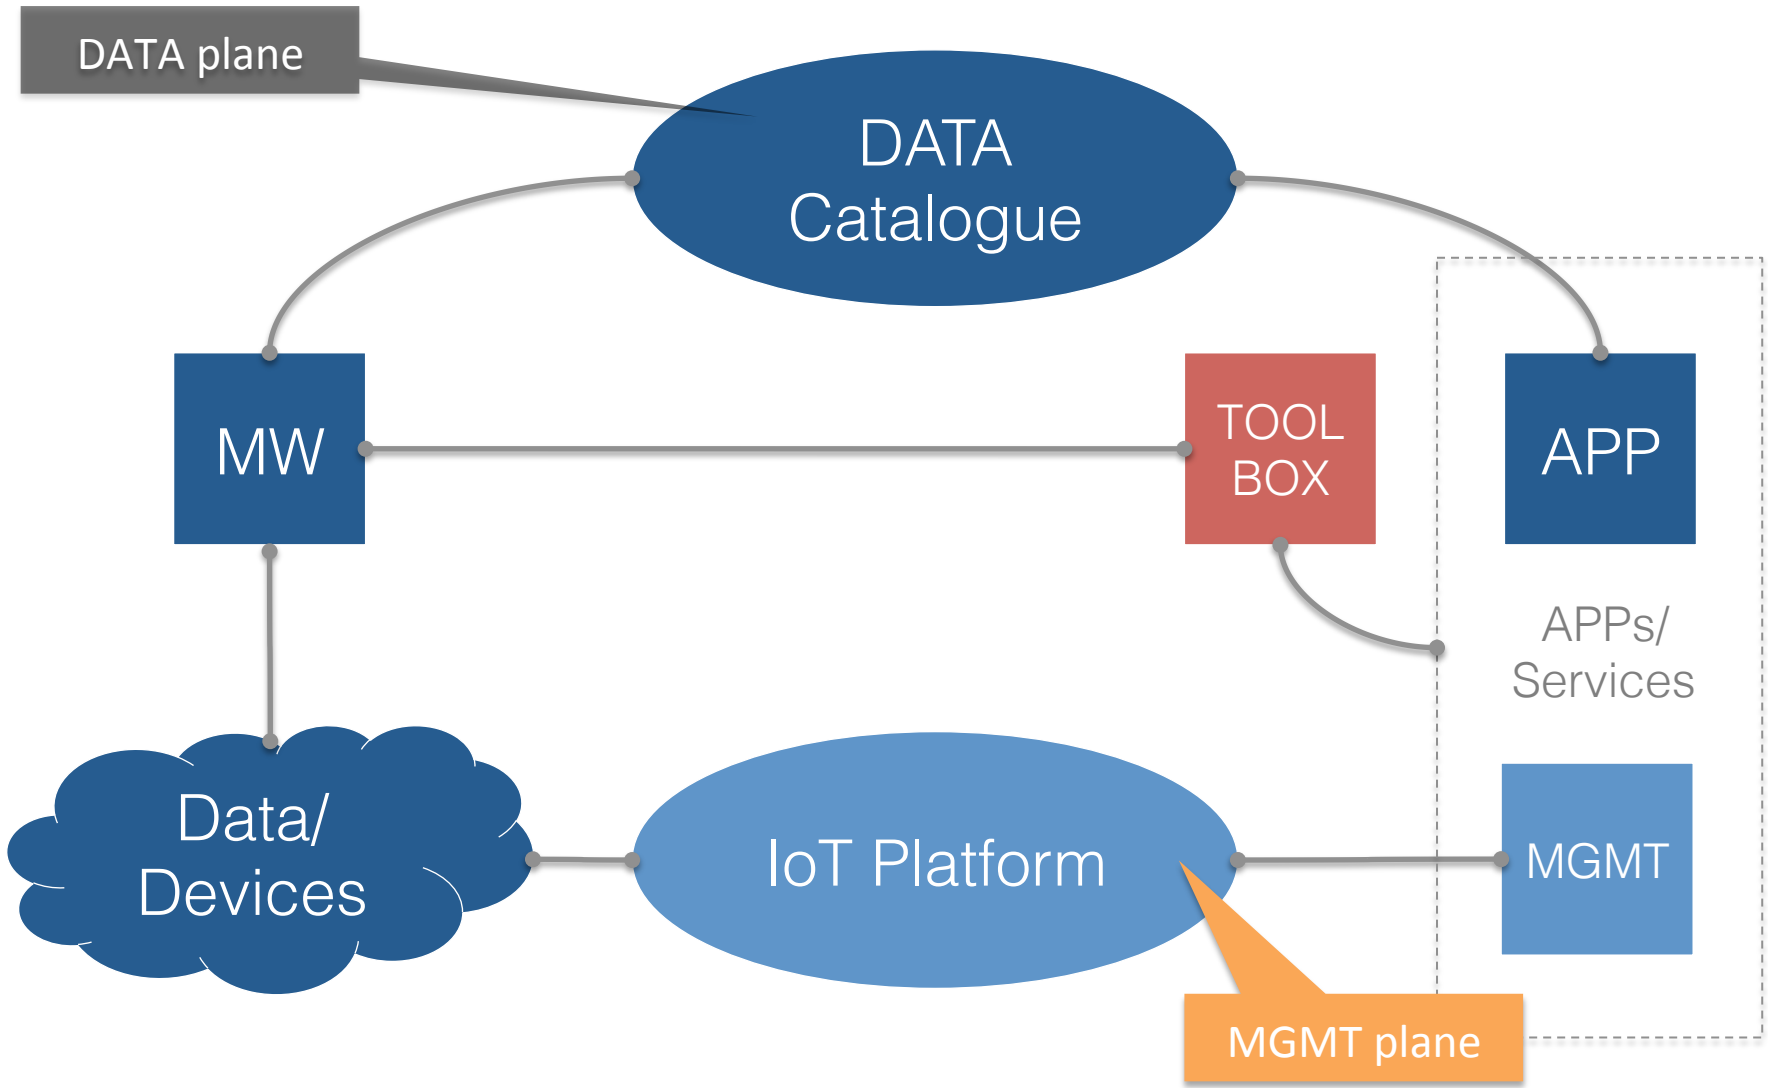 DATA plane
DATA
Catalogue
MW
TOOL
BOX
APP
APPs/
Services
Data/
Devices
IoT Platform
MGMT
MGMT plane